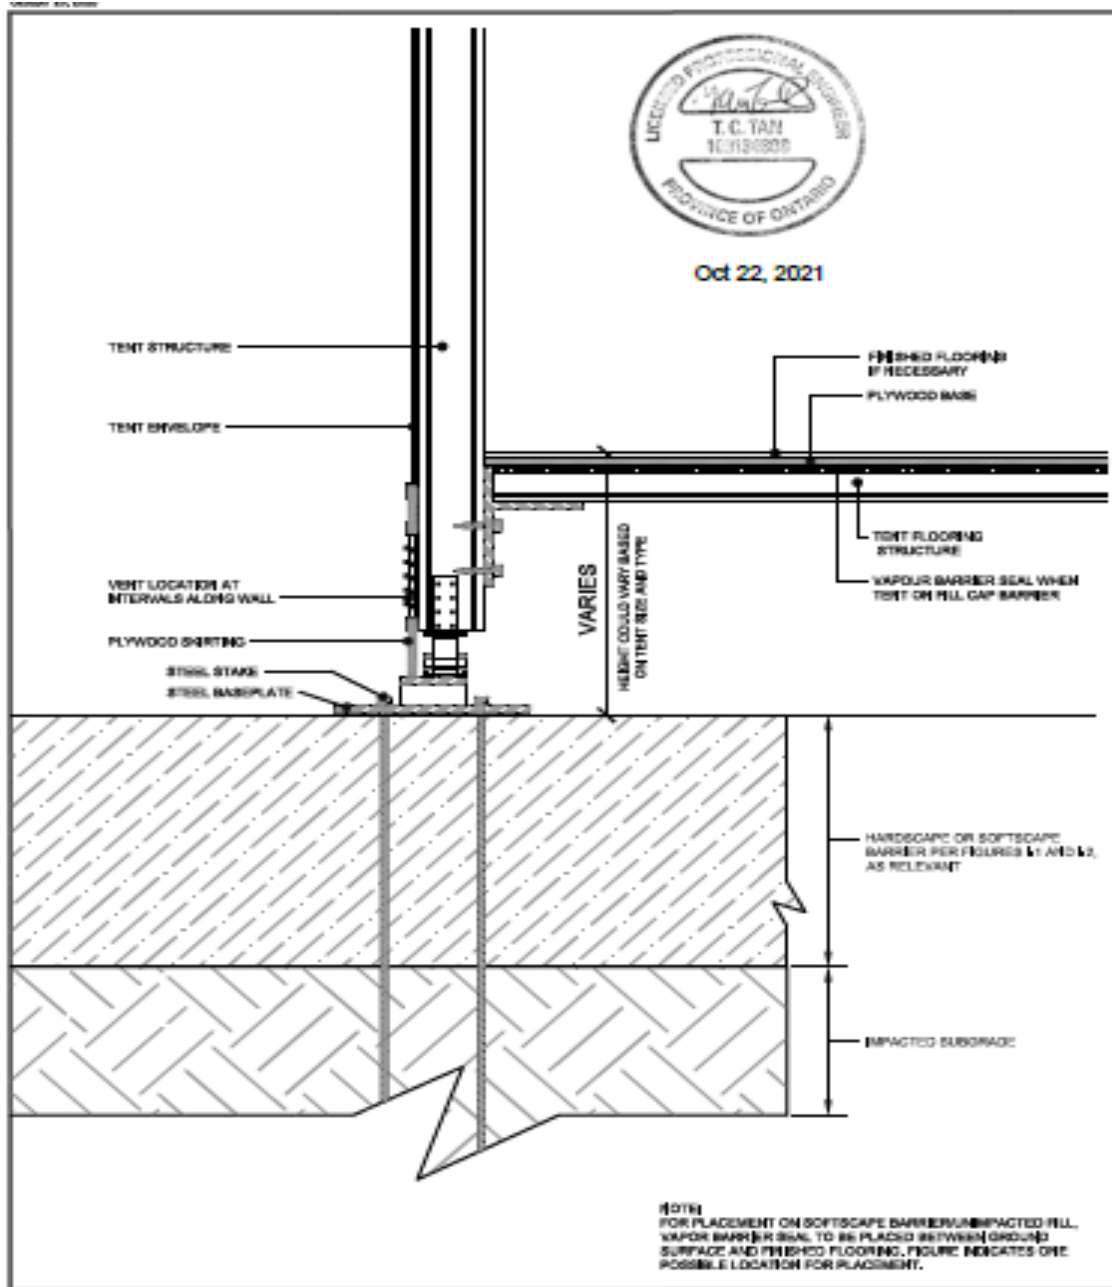 LICENSED PROFESSIONAL ENGINEER
T. C. TAN
PROVINCE OF ONTARIO
Oct 22, 2021
TENT STRUCTURE
FINISHED FLOORING
IF NECESSARY
PLYWOOD BASE
TENT ENVELOPE
TENT FLOORING
STRUCTURE
VENT LOCATION AT
INTERVALS ALONG WALL
VAPOUR BARRIER SEAL WHEN
TENT ON FILL CAP BARRIER
VARIES
HEIGHT COULD VARY BASED
ON TENT SIZE AND TYPE
PLYWOOD SKIRTING
STEEL STAKE
STEEL BASEPLATE
HARDSCAPE OR SOFTSCAPE
BARRIER PER FIGURES AND
AS RELEVANT
IMPACTED SUBGRADE
NOTE:
FOR PLACEMENT ON SOFTSCAPE BARRIER/UNIMPACTED FILL,
VAPOR BARRIER SEAL TO BE PLACED BETWEEN GROUND
SURFACE AND FINISHED FLOORING. FIGURE INDICATES ONE
POSSIBLE LOCATION FOR PLACEMENT.